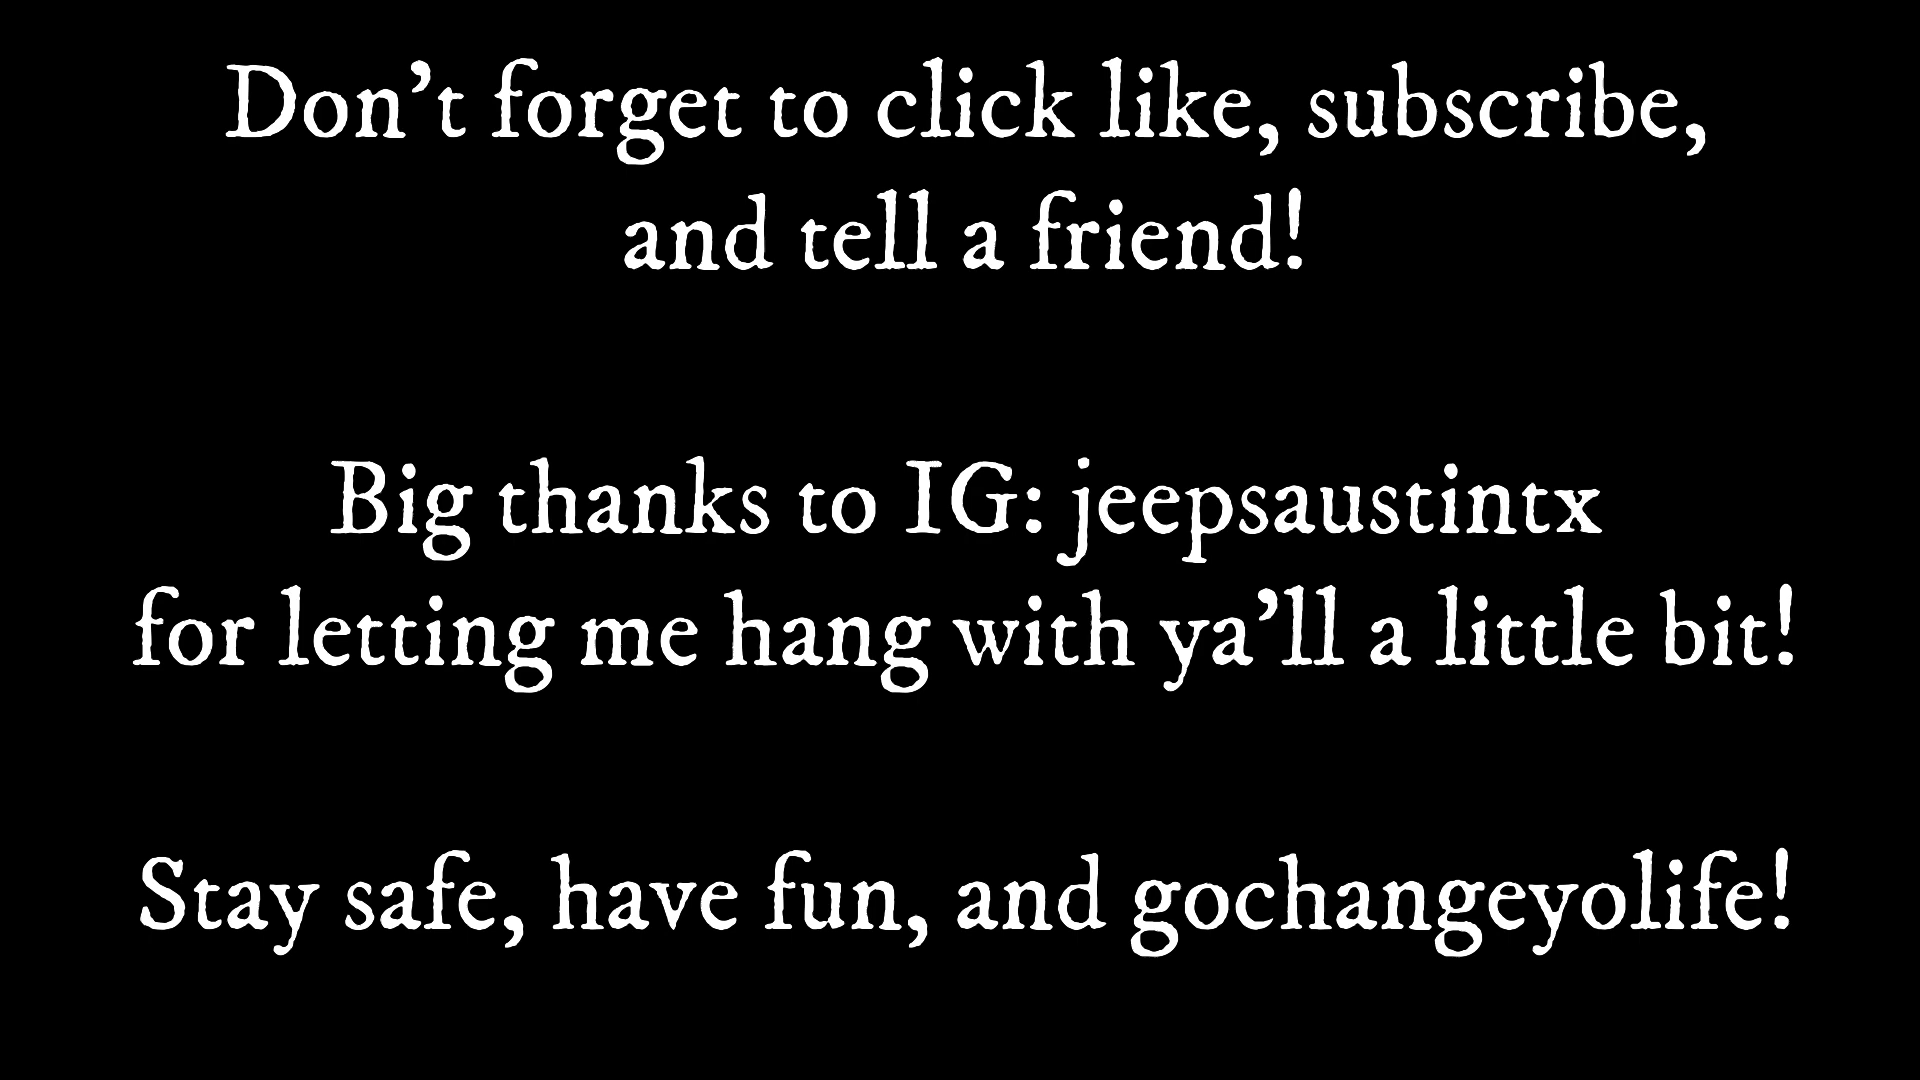 Don’t forget to click like, subscribe,
and tell a friend!
Big thanks to IG: jeepsaustintx
for letting me hang with ya’ll a little bit!
Stay safe, have fun, and gochangeyolife!